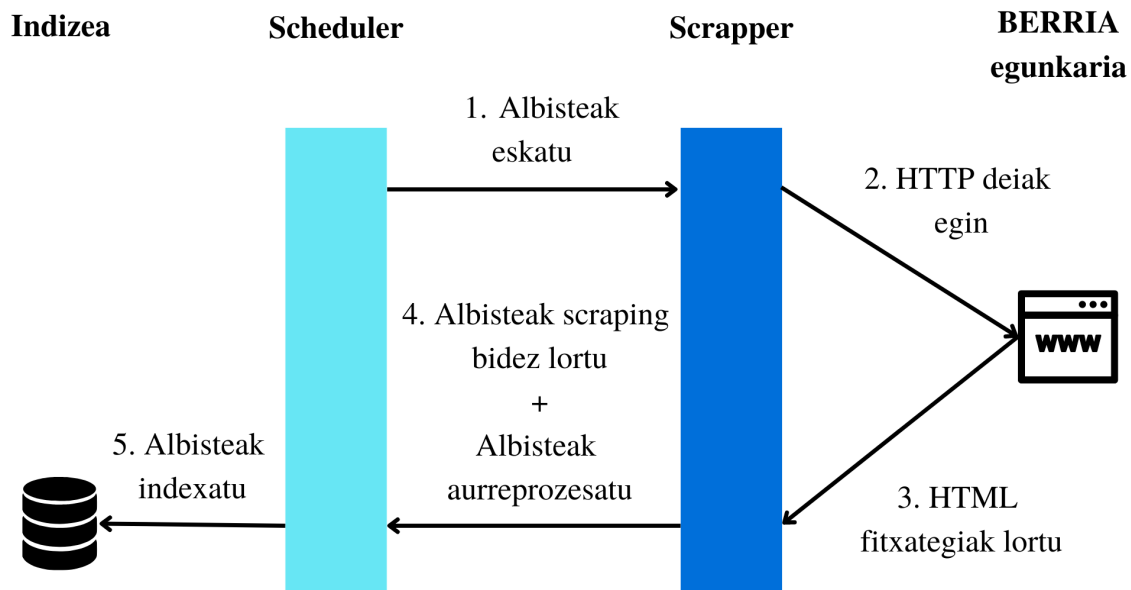 Indizea
Scheduler
Scrapper
BERRIA
egunkaria
1. Albisteak
eskatu
2. HTTP deiak
egin
WWW
4. Albisteak scraping
bidez lortu
+
Albisteak
aurreprozesatu
5. Albisteak
indexatu
3. HTML
fitxategiak lortu